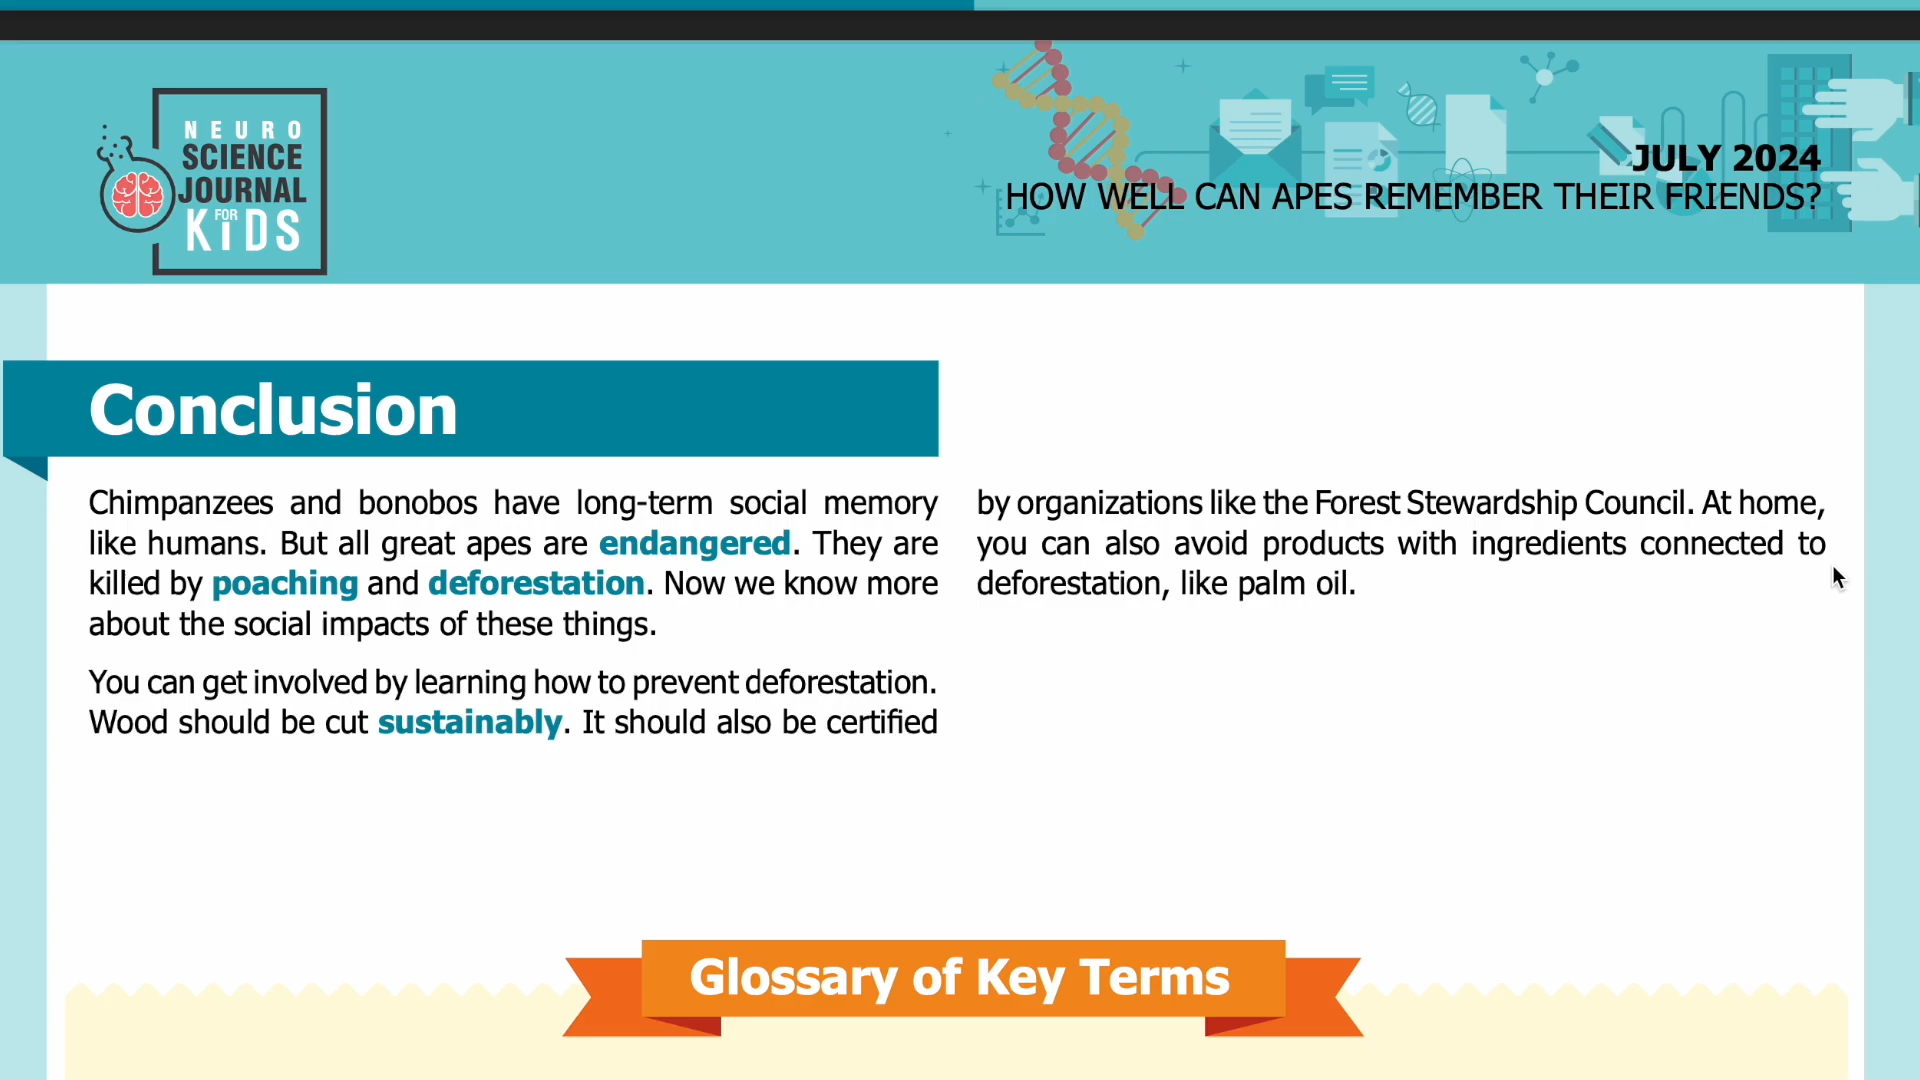 NEURO
SCIENCE
JOURNAL
FOR
KiDS
JULY 2024
HOW WELL CAN APES REMEMBER THEIR FRIENDS?
Conclusion
Chimpanzees and bonobos have long-term social memory
like humans. But all great apes are endangered. They are
killed by poaching and deforestation. Now we know more
about the social impacts of these things.
You can get involved by learning how to prevent deforestation.
Wood should be cut sustainably. It should also be certified
by organizations like the Forest Stewardship Council. At home,
you can also avoid products with ingredients connected to
deforestation, like palm oil.
Glossary of Key Terms